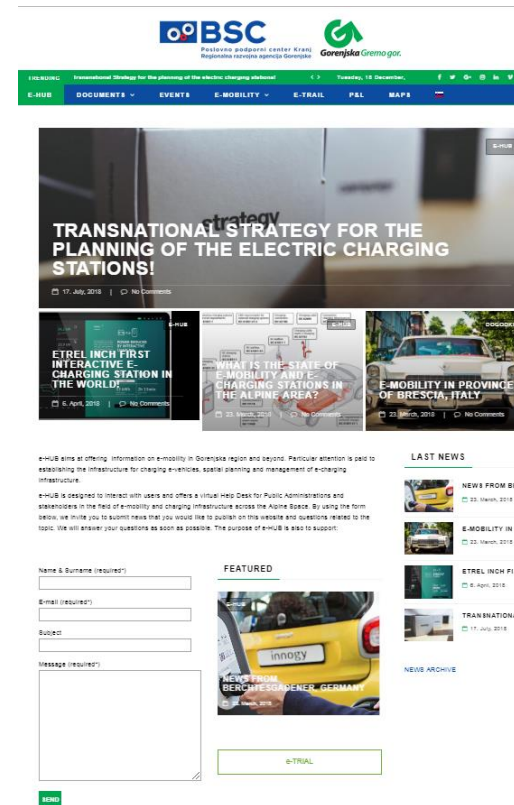 BSC
Poslovno podporni center Kranj
Regionalna razvojna agencija Gorenjske
Gorenjska Gremo gor.
TRENDING Transnational Strategy for the planning of the electric charging stations! < > Tuesday, 18 December,
E-HUB DOCUMENTS EVENTS E-MOBILITY E-TRAIL P&L MAPS
E-HUB
strategy
TRANSNATIONAL STRATEGY FOR THE
PLANNING OF THE ELECTRIC CHARGING
STATIONS!
17. July, 2018 | No Comments
E-HUB
ETREL INCH FIRST
INTERACTIVE E-
CHARGING STATION IN
THE WORLD!
6. April, 2018 | No Comments
E-HUB
WHAT IS THE STATE OF
E-MOBILITY AND E-
CHARGING STATIONS IN
THE ALPINE AREA?
23. March, 2018 | No Comments
DOGODKI
E-MOBILITY IN PROVINCE
OF BRESCIA, ITALY
23. March, 2018 | No Comments
e-HUB aims at offering information on e-mobility in Gorenjska region and beyond. Particular attention is paid to
establishing the infrastructure for charging e-vehicles, spatial planning and management of e-charging
infrastructure.
e-HUB is designed to interact with users and offers a virtual Help Desk for Public Administrations and
stakeholders in the field of e-mobility and charging infrastructure across the Alpine Space. By using the form
below, we invite you to submit news that you would like to publish on this website and questions related to the
topic. We will answer your questions as soon as possible. The purpose of e-HUB is also to support:
Name & Surname (required*)
E-mail (required*)
Subject
Message (required*)
SEND
FEATURED
E-HUB
innogy
NEWS FROM
BERCHTESGADENER, GERMANY
23. March, 2018
e-TRIAL
LAST NEWS
NEWS FROM BE
23. March, 2018
E-MOBILITY IN
23. March, 2018
ETREL INCH FI
6. April, 2018
TRANSNATIONA
17. July, 2018
NEWS ARCHIVE